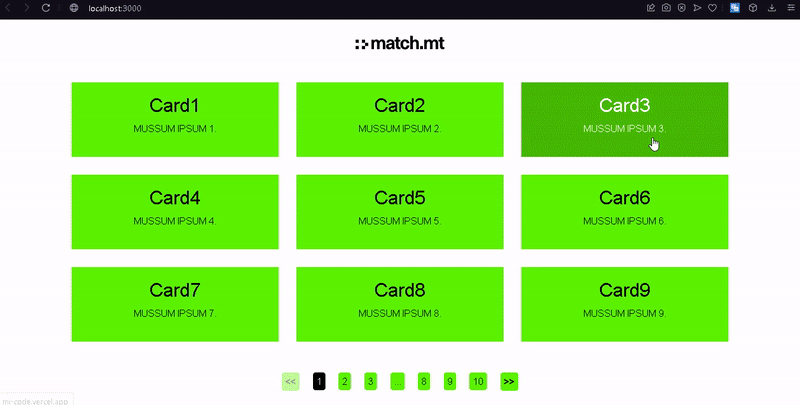 localhost:3000
match.mt
Card1 Card2 Card3
MUSSUM IPSUM 1. MUSSUM IPSUM 2. MUSSUM IPSUM 3.
Card4 Card5 Card6
MUSSUM IPSUM 4. MUSSUM IPSUM 5. MUSSUM IPSUM 6.
Card7 Card8 Card9
MUSSUM IPSUM 7. MUSSUM IPSUM 8. MUSSUM IPSUM 9.
<< 1 2 3 ... 8 9 10 >>
mr-code.vercel.app